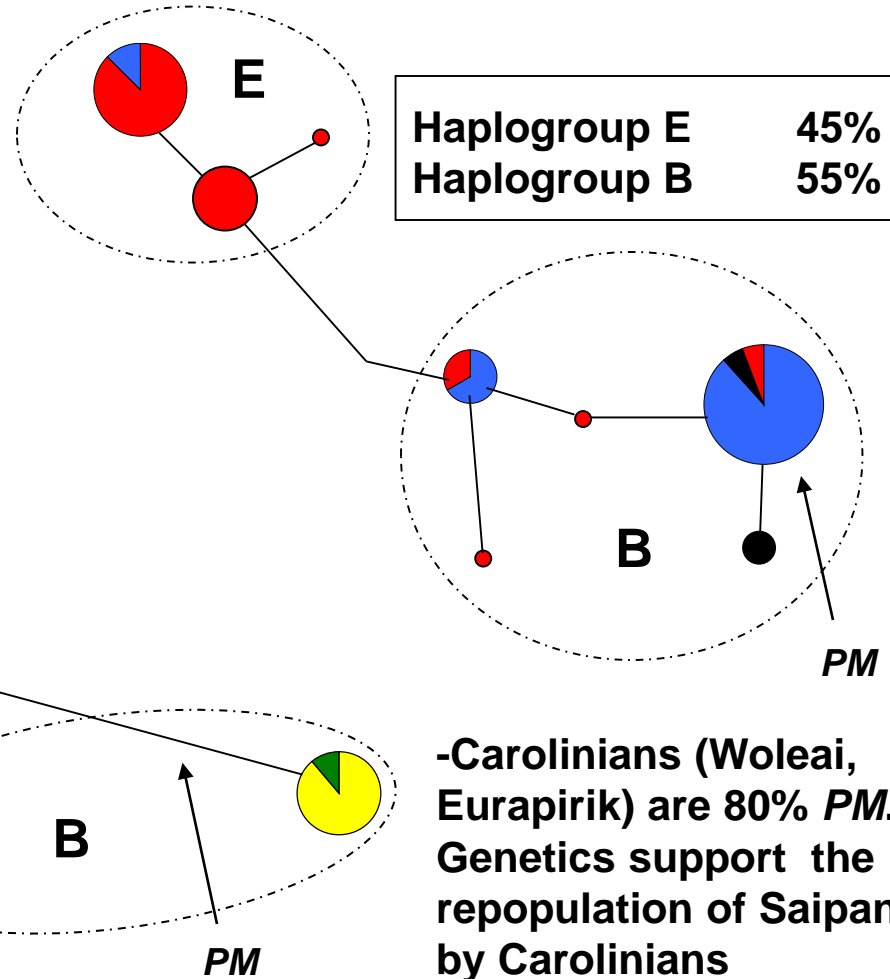 E
Haplogroup E 45%
Haplogroup B 55%
B
PM
B
PM
-Carolinians (Woleai,
Eurapirik) are 80% PM.
Genetics support the
repopulation of Saipan
by Carolinians